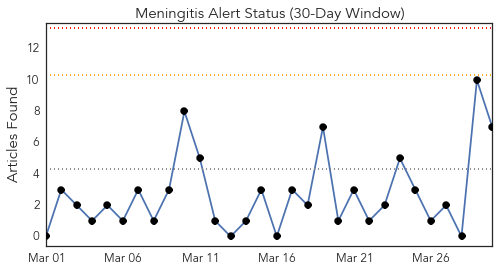 Meningitis Alert Status (30-Day Window)
Articles Found
12
10
8
6
4
2
0
Mar 01 Mar 06 Mar 11 Mar 16 Mar 21 Mar 26